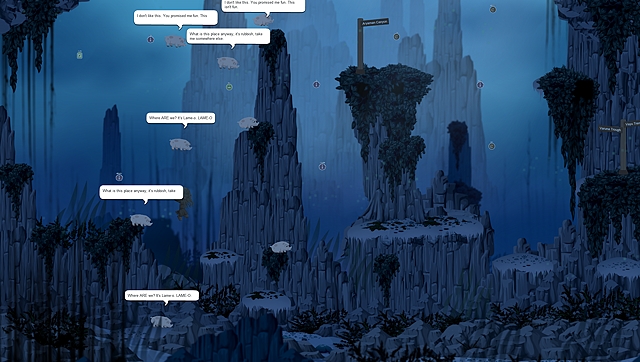 I don't like this. You promised me fun. This
isn't fun.
I don't like this. You promised me fun. This
Aryaman Canyon
What is this place anyway, it's rubbish, take
me somewhere else.
Where ARE we? It's Lame-o. LAME-O.
What is this place anyway, it's rubbish, take
Where ARE we? It's Lame-o. LAME-O.